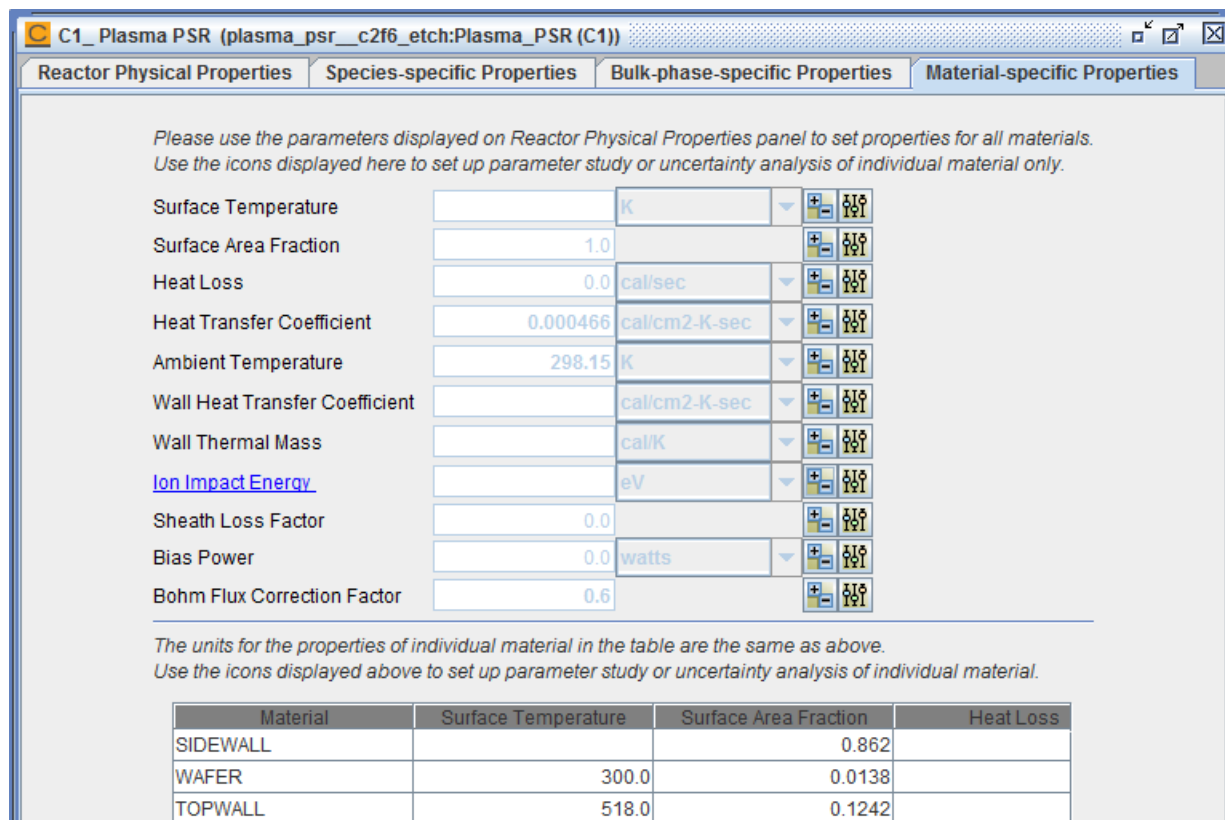 C1_ Plasma PSR (plasma_psr__c2f6_etch:Plasma_PSR (C1))
Reactor Physical Properties Species-specific Properties Bulk-phase-specific Properties Material-specific Properties
Please use the parameters displayed on Reactor Physical Properties panel to set properties for all materials.
Use the icons displayed here to set up parameter study or uncertainty analysis of individual material only.
Surface Temperature K
Surface Area Fraction 1.0
Heat Loss 0.0 cal/sec
Heat Transfer Coefficient 0.000466 cal/cm2-K-sec
Ambient Temperature 298.15 K
Wall Heat Transfer Coefficient cal/cm2-K-sec
Wall Thermal Mass cal/K
Ion Impact Energy eV
Sheath Loss Factor 0.0
Bias Power 0.0 watts
Bohm Flux Correction Factor 0.6
The units for the properties of individual material in the table are the same as above.
Use the icons displayed above to set up parameter study or uncertainty analysis of individual material.
Material Surface Temperature Surface Area Fraction Heat Loss
SIDEWALL 0.862
WAFER 300.0 0.0138
TOPWALL 518.0 0.1242